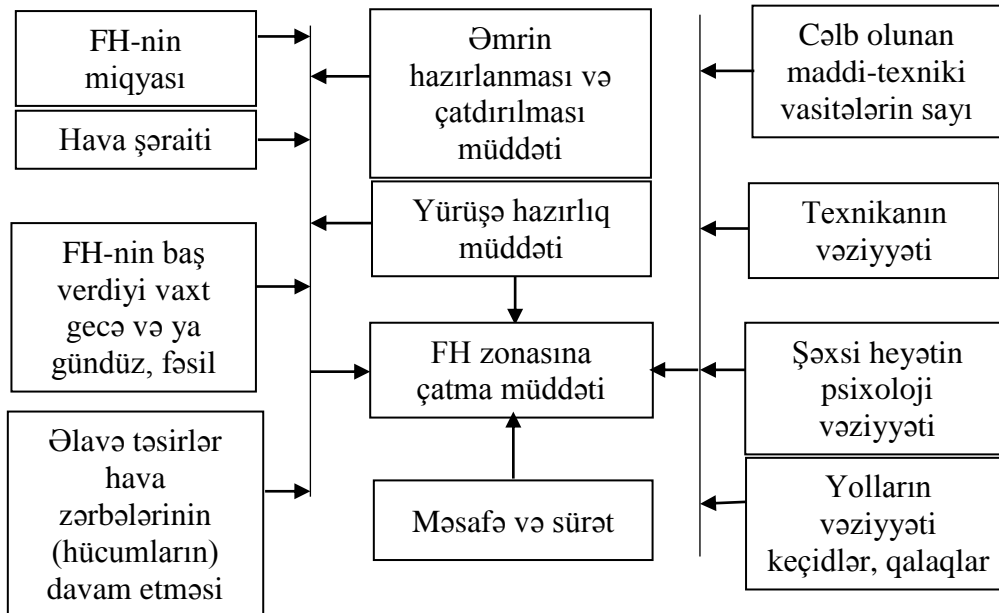 FH-nin
miqyası
Hava şəraiti
FH-nin baş
verdiyi vaxt
gecə və ya
gündüz, fəsil
Əlavə təsirlər
hava
zərbələrinin
(hücumların)
davam etməsi
Əmrin
hazırlanması və
çatdırılması
müddəti
Yürüşə hazırlıq
müddəti
FH zonasına
çatma müddəti
Məsafə və sürət
Cəlb olunan
maddi-texniki
vasitələrin sayı
Texnikanın
vəziyyəti
Şəxsi heyətin
psixoloji
vəziyyəti
Yolların
vəziyyəti
keçidlər, qalaqlar